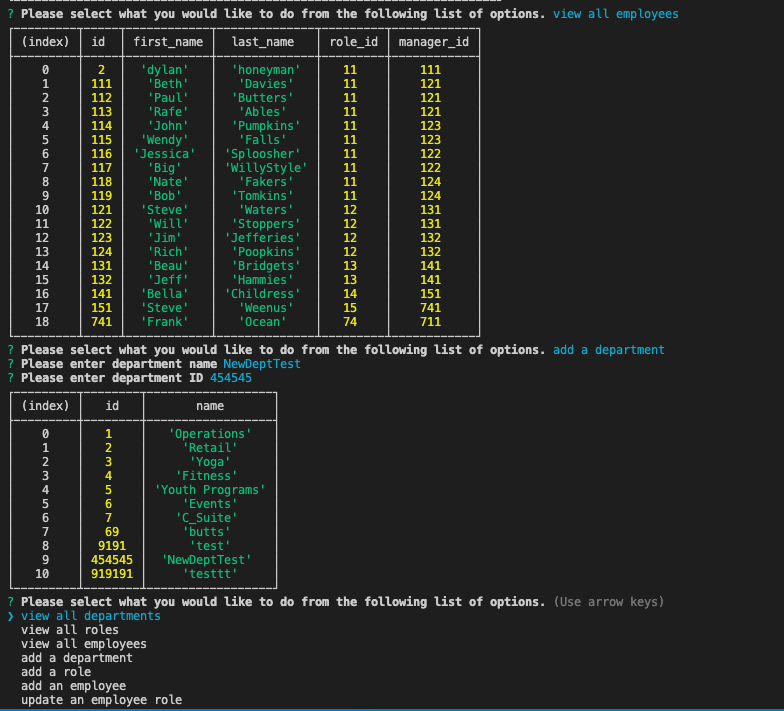 ? Please select what you would like to do from the following list of options. view all employees
(index) id first_name last_name role_id manager_id
0 2 'dylan' 'honeyman' 11 111
1 111 'Beth' 'Davies' 11 121
2 112 'Paul' 'Butters' 11 121
3 113 'Rafe' 'Ables' 11 121
4 114 'John' 'Pumpkins' 11 123
5 115 'Wendy' 'Falls' 11 123
6 116 'Jessica' 'Sploosher' 11 122
7 117 'Big' 'WillyStyle' 11 122
8 118 'Nate' 'Fakers' 11 124
9 119 'Bob' 'Tomkins' 11 124
10 121 'Steve' 'Waters' 12 131
11 122 'Will' 'Stoppers' 12 131
12 123 'Jim' 'Jefferies' 12 132
13 124 'Rich' 'Poopkins' 12 132
14 131 'Beau' 'Bridgets' 13 141
15 132 'Jeff' 'Hammies' 13 141
16 141 'Bella' 'Childress' 14 151
17 151 'Steve' 'Weenus' 15 741
18 741 'Frank' 'Ocean' 74 711
? Please select what you would like to do from the following list of options. add a department
? Please enter department name NewDeptTest
? Please enter department ID 454545
(index) id name
0 1 'Operations'
1 2 'Retail'
2 3 'Yoga'
3 4 'Fitness'
4 5 'Youth Programs'
5 6 'Events'
6 7 'C_Suite'
7 69 'butts'
8 9191 'test'
9 454545 'NewDeptTest'
10 919191 'testtt'
? Please select what you would like to do from the following list of options. (Use arrow keys)
❯ view all departments
view all roles
view all employees
add a department
add a role
add an employee
update an employee role